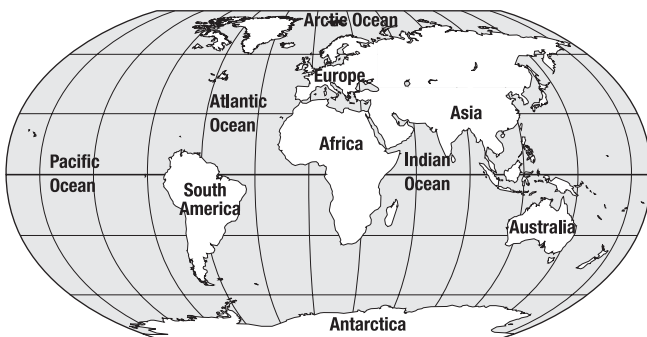 Arctic Ocean
Europe
Asia
Atlantic
Ocean
Africa
Pacific
Ocean
Indian
Ocean
South
America
Australia
Antarctica